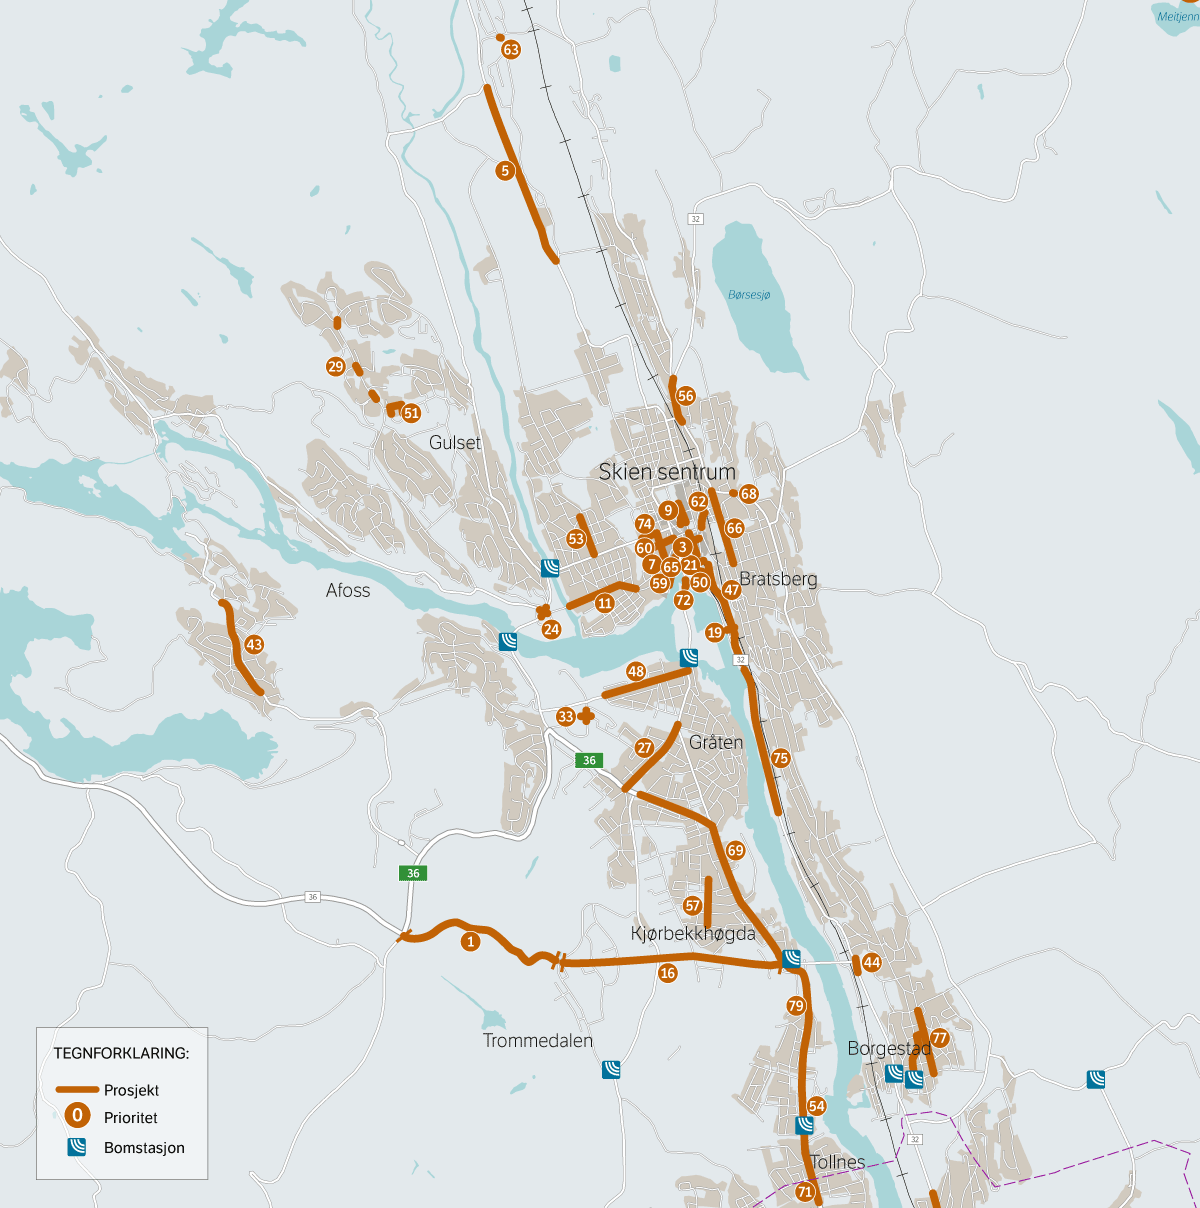 Meitjenn
63
5
32
Børsesjø
29
51
56
Gulset
Skien sentrum
68
62
9
74
66
53
60
3
7
65
21
Bratsberg
59
50
47
Afoss
11
72
24
19
43
32
48
33
27
Gråten
36
75
69
36
36
57
Kjørbekkhøgda
1
16
44
79
Trommedalen
Borgestad
77
54
32
Tollnes
71
TEGNFORKLARING:
Prosjekt
0 Prioritet
Bomstasjon